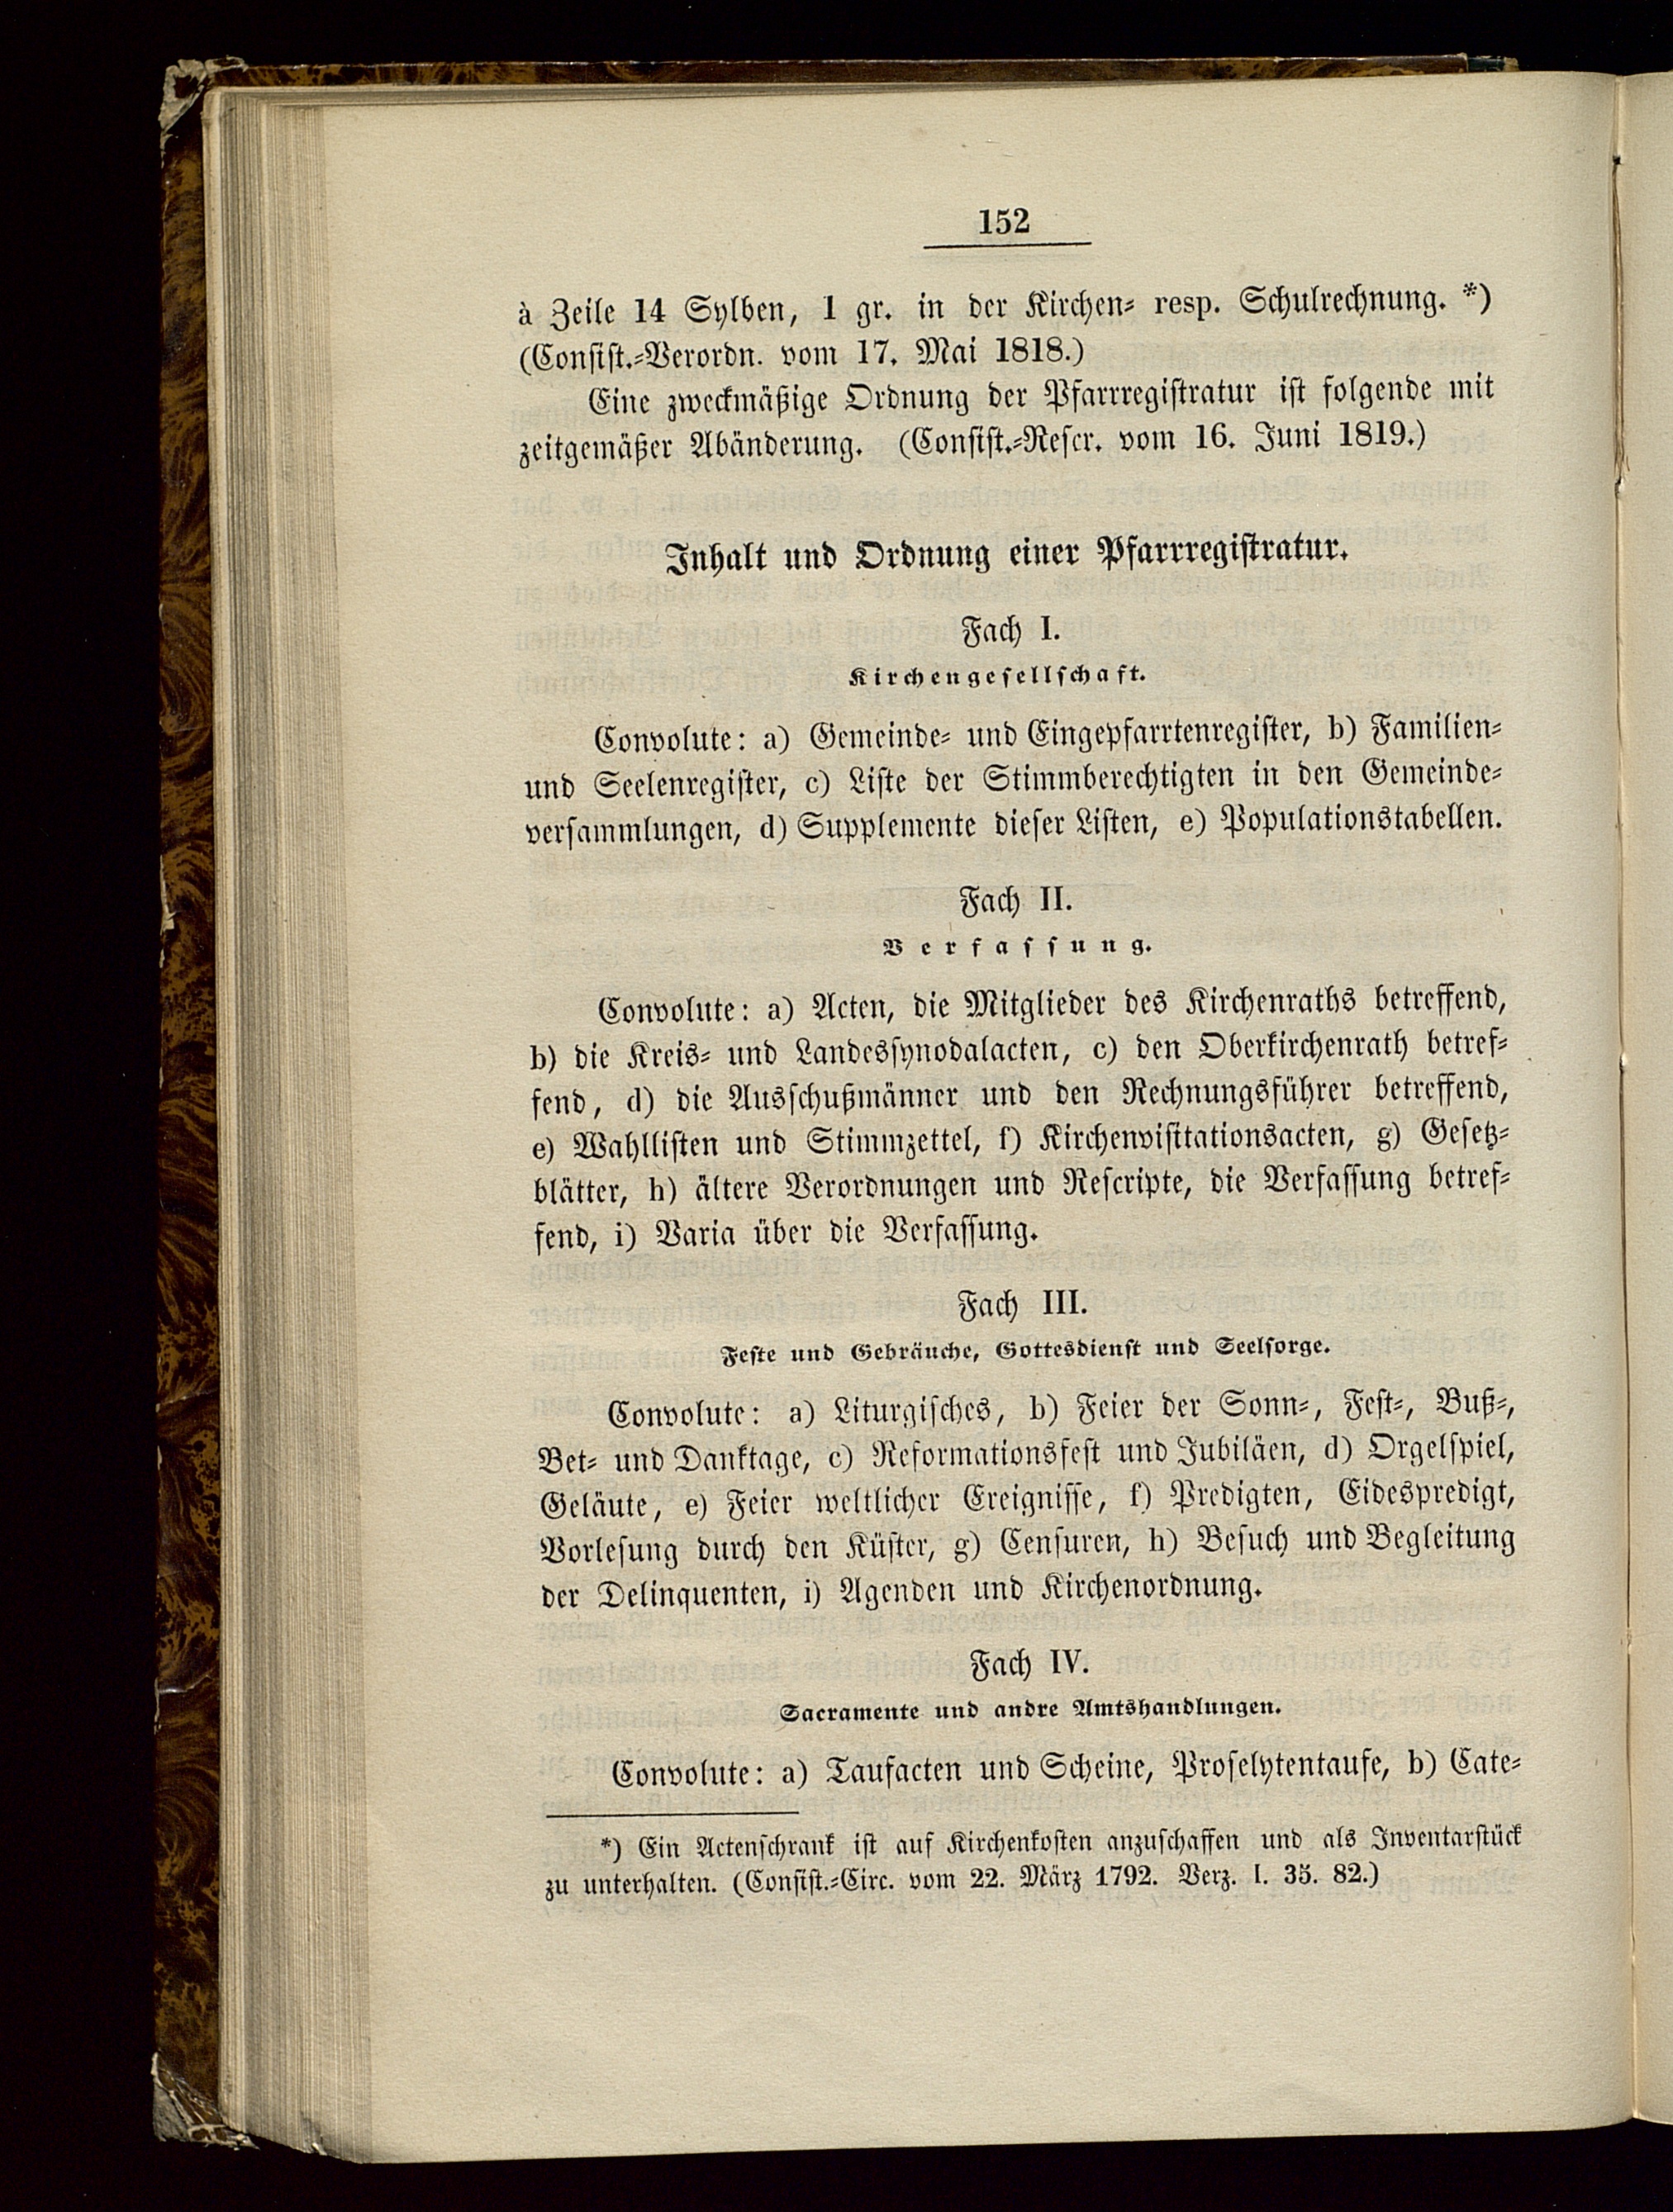 152
à Zeile 14 Sylben, 1 gr. in der Kirchen- resp. Schulrechnung. *)
(Consist.-Verordn. vom 17. Mai 1818.)
Eine zweckmäßige Ordnung der Pfarrregistratur ist folgende mit
zeitgemäßer Abänderung. (Consist.-Rescr. vom 16. Juni 1819.)
Inhalt und Ordnung einer Pfarrregistratur.
Fach I.
Kirchengesellschaft.
Convolute: a) Gemeinde- und Eingepfarrtenregister, b) Familien-
und Seelenregister, c) Liste der Stimmberechtigten in den Gemeinde-
versammlungen, d) Supplemente dieser Listen, e) Populationstabellen.
Fach II.
Verfassung.
Convolute: a) Acten, die Mitglieder des Kirchenraths betreffend,
b) die Kreis- und Landessynodalacten, c) den Oberkirchenrath betref-
fend, d) die Ausschußmänner und den Rechnungsführer betreffend,
e) Wahllisten und Stimmzettel, f) Kirchenvisitationsacten, g) Gesetz-
blätter, h) ältere Verordnungen und Rescripte, die Verfassung betref-
fend, i) Varia über die Verfassung.
Fach III.
Feste und Gebräuche, Gottesdienst und Seelsorge.
Convolute: a) Liturgisches, b) Feier der Sonn-, Fest-, Buß-,
Bet- und Danktage, c) Reformationsfest und Jubiläen, d) Orgelspiel,
Geläute, e) Feier weltlicher Ereignisse, f) Predigten, Eidespredigt,
Vorlesung durch den Küster, g) Censuren, h) Besuch und Begleitung
der Delinquenten, i) Agenden und Kirchenordnung.
Fach IV.
Sacramente und andre Amtshandlungen.
Convolute: a) Taufacten und Scheine, Proselytentaufe, b) Cate-
*) Ein Actenschrank ist auf Kirchenkosten anzuschaffen und als Inventarstück
zu unterhalten. (Consist.-Circ. vom 22. März 1792. Verz. I. 35. 82.)